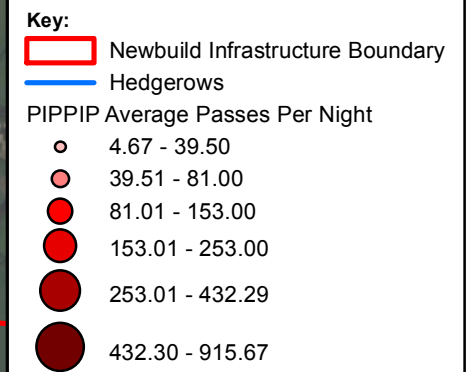 Key:
Newbuild Infrastructure Boundary
Hedgerows
PIPPIP Average Passes Per Night
4.67 - 39.50
39.51 - 81.00
81.01 - 153.00
153.01 - 253.00
253.01 - 432.29
432.30 - 915.67